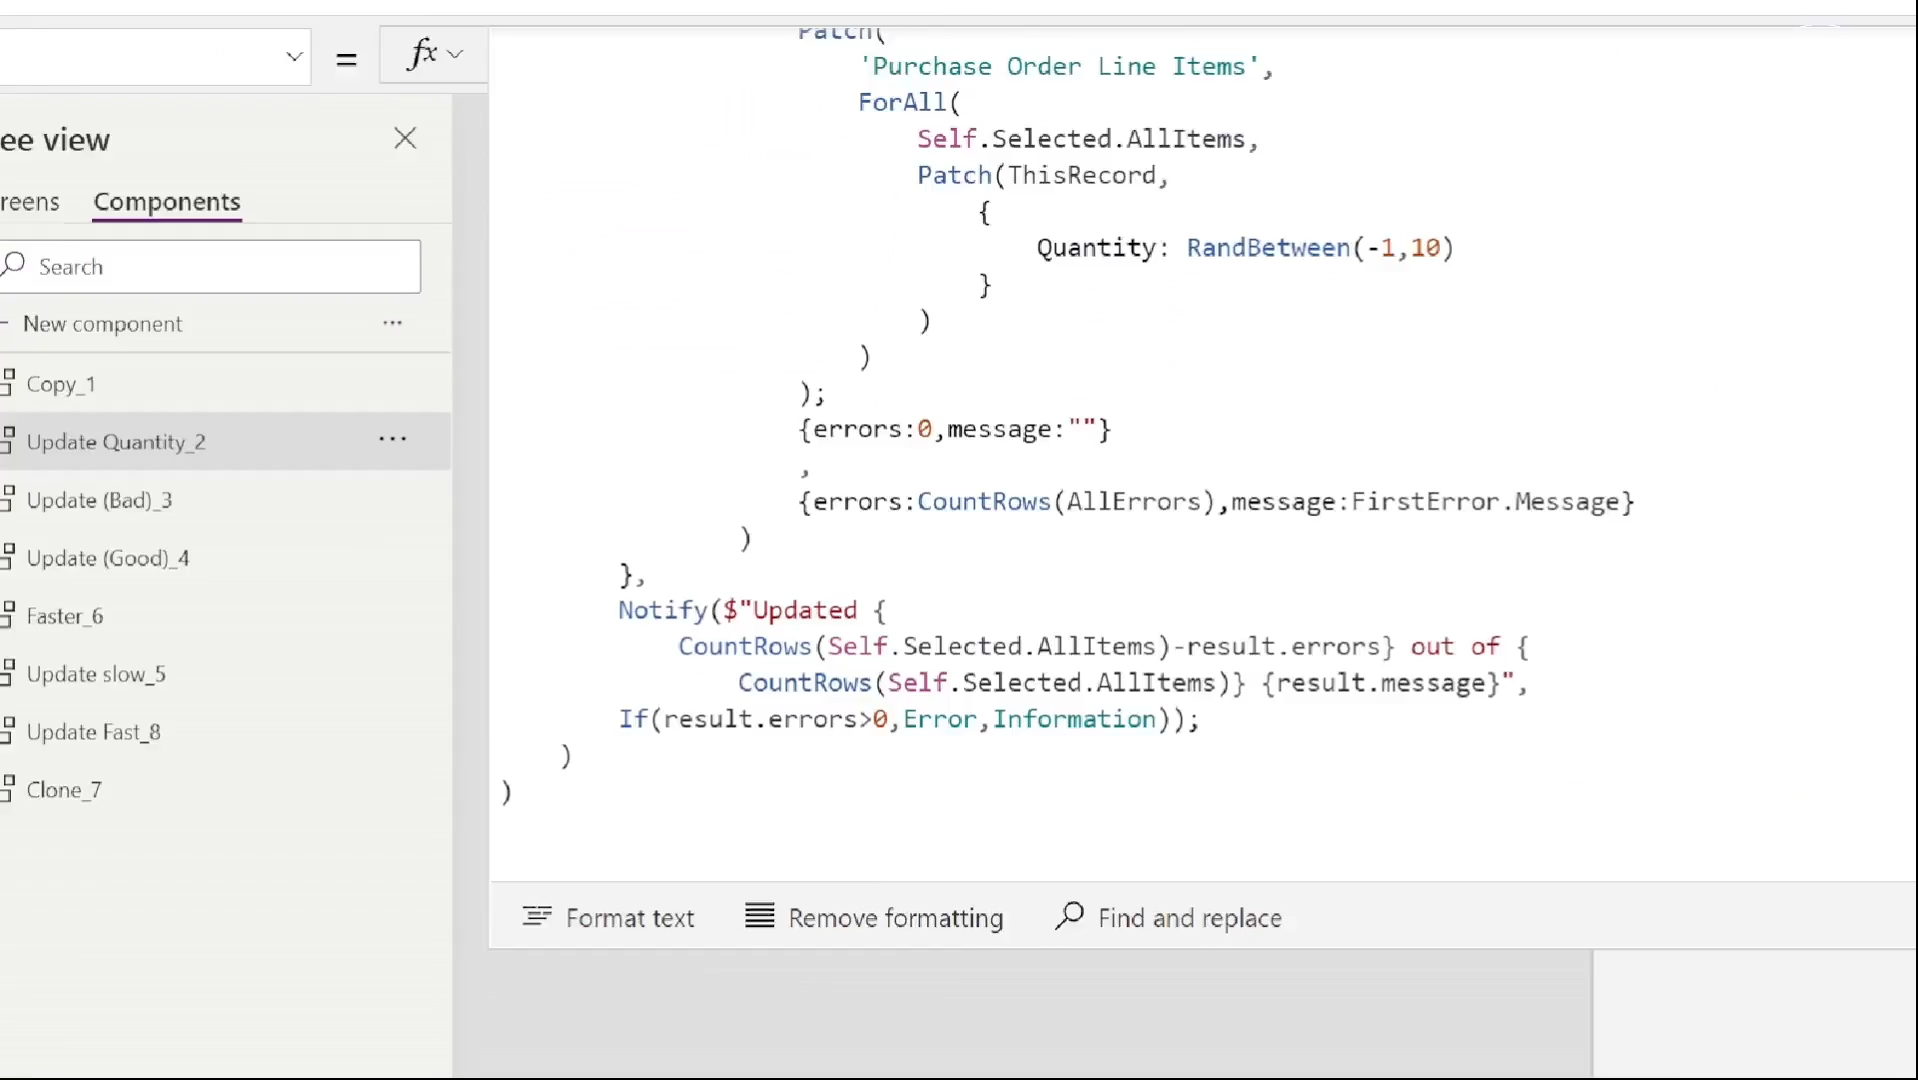 Patch(
= fx
'Purchase Order Line Items',
ForAll(
Self.Selected.AllItems,
Patch(ThisRecord,
{
Quantity: RandBetween(-1,10)
}
)
)
);
{errors:0,message:""}
,
{errors:CountRows(AllErrors),message:FirstError.Message}
)
},
Notify($"Updated {
CountRows(Self.Selected.AllItems)-result.errors} out of {
CountRows(Self.Selected.AllItems)} {result.message}",
If(result.errors>0,Error,Information));
)
)
ee view
reens Components
Search
New component ...
Copy_1
Update Quantity_2 ...
Update (Bad)_3
Update (Good)_4
Faster_6
Update slow_5
Update Fast_8
Clone_7
Format text Remove formatting Find and replace